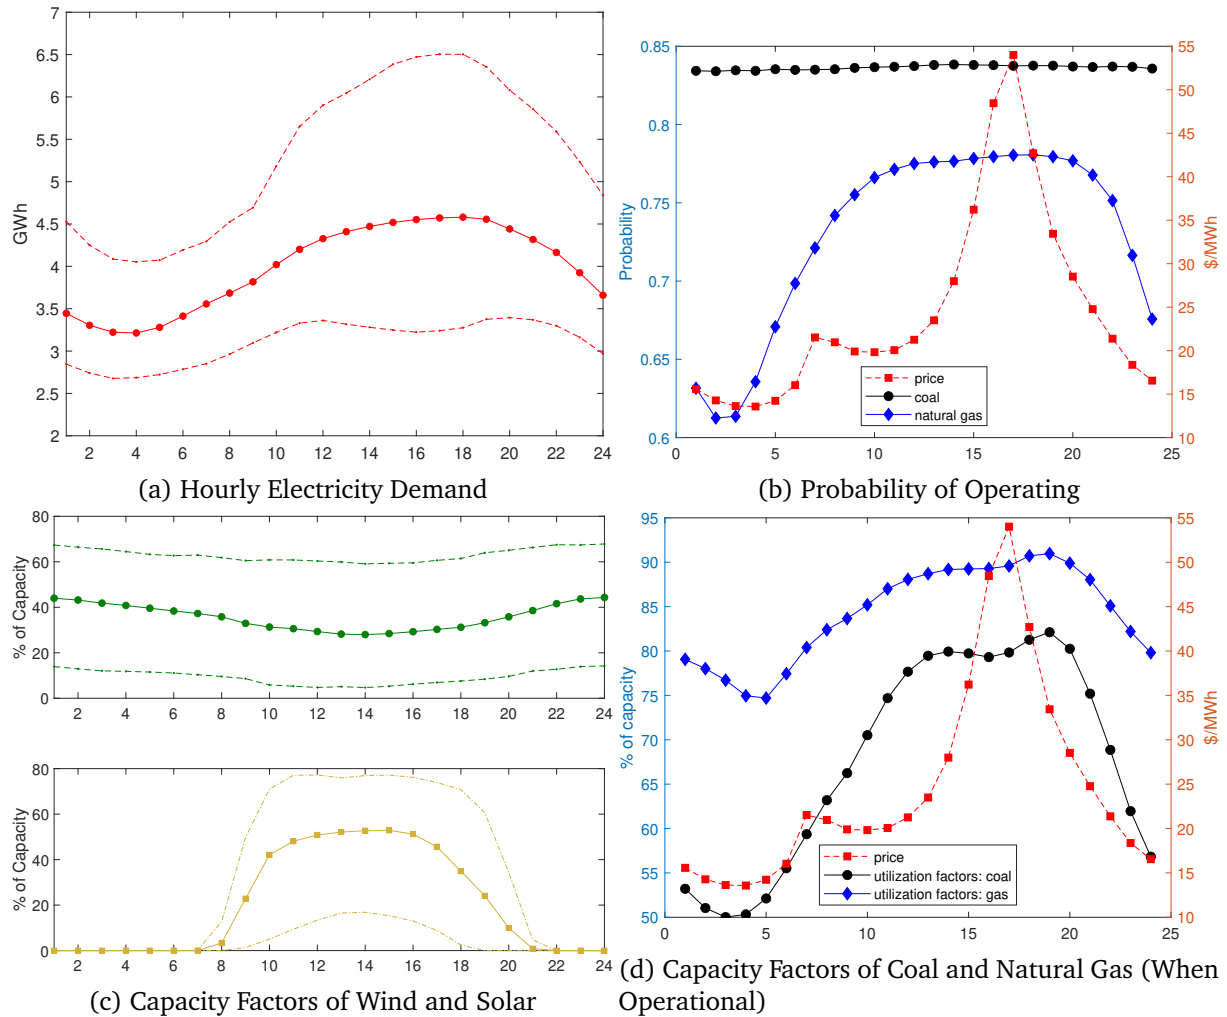 7
6.5
6
5.5
5
4.5
4
3.5
3
2.5
2
GWh
2 4 6 8 10 12 14 16 18 20 22 24
(a) Hourly Electricity Demand
0.85
0.8
0.75
0.7
0.65
0.6
Probability
55
50
45
40
35
30
25
20
15
10
$/MWh
price
coal
natural gas
0 5 10 15 20 25
(b) Probability of Operating
80
60
40
20
0
% of Capacity
2 4 6 8 10 12 14 16 18 20 22 24
80
60
40
20
0
% of Capacity
2 4 6 8 10 12 14 16 18 20 22 24
(c) Capacity Factors of Wind and Solar
95
90
85
80
75
70
65
60
55
50
% of capacity
55
50
45
40
35
30
25
20
15
10
$/MWh
price
utilization factors: coal
utilization factors: gas
0 5 10 15 20 25
(d) Capacity Factors of Coal and Natural Gas (When
Operational)